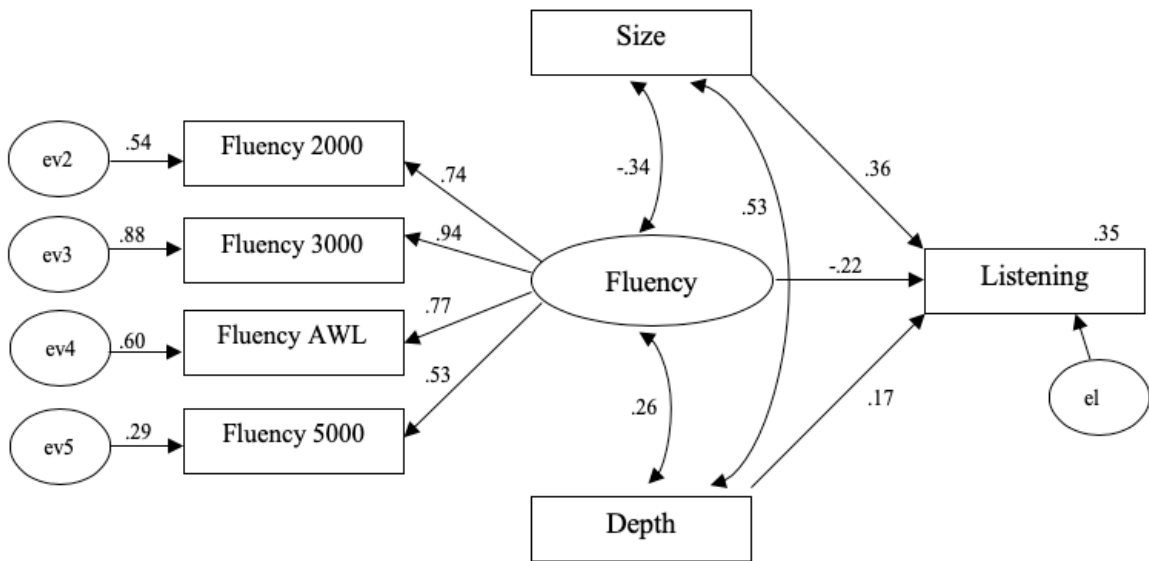 Size
ev2
.54
Fluency 2000
.74
-.34
.36
ev3
.88
Fluency 3000
.94
.53
.35
Fluency
-.22
Listening
ev4
.60
Fluency AWL
.77
.53
ev5
.29
Fluency 5000
.26
.17
el
Depth